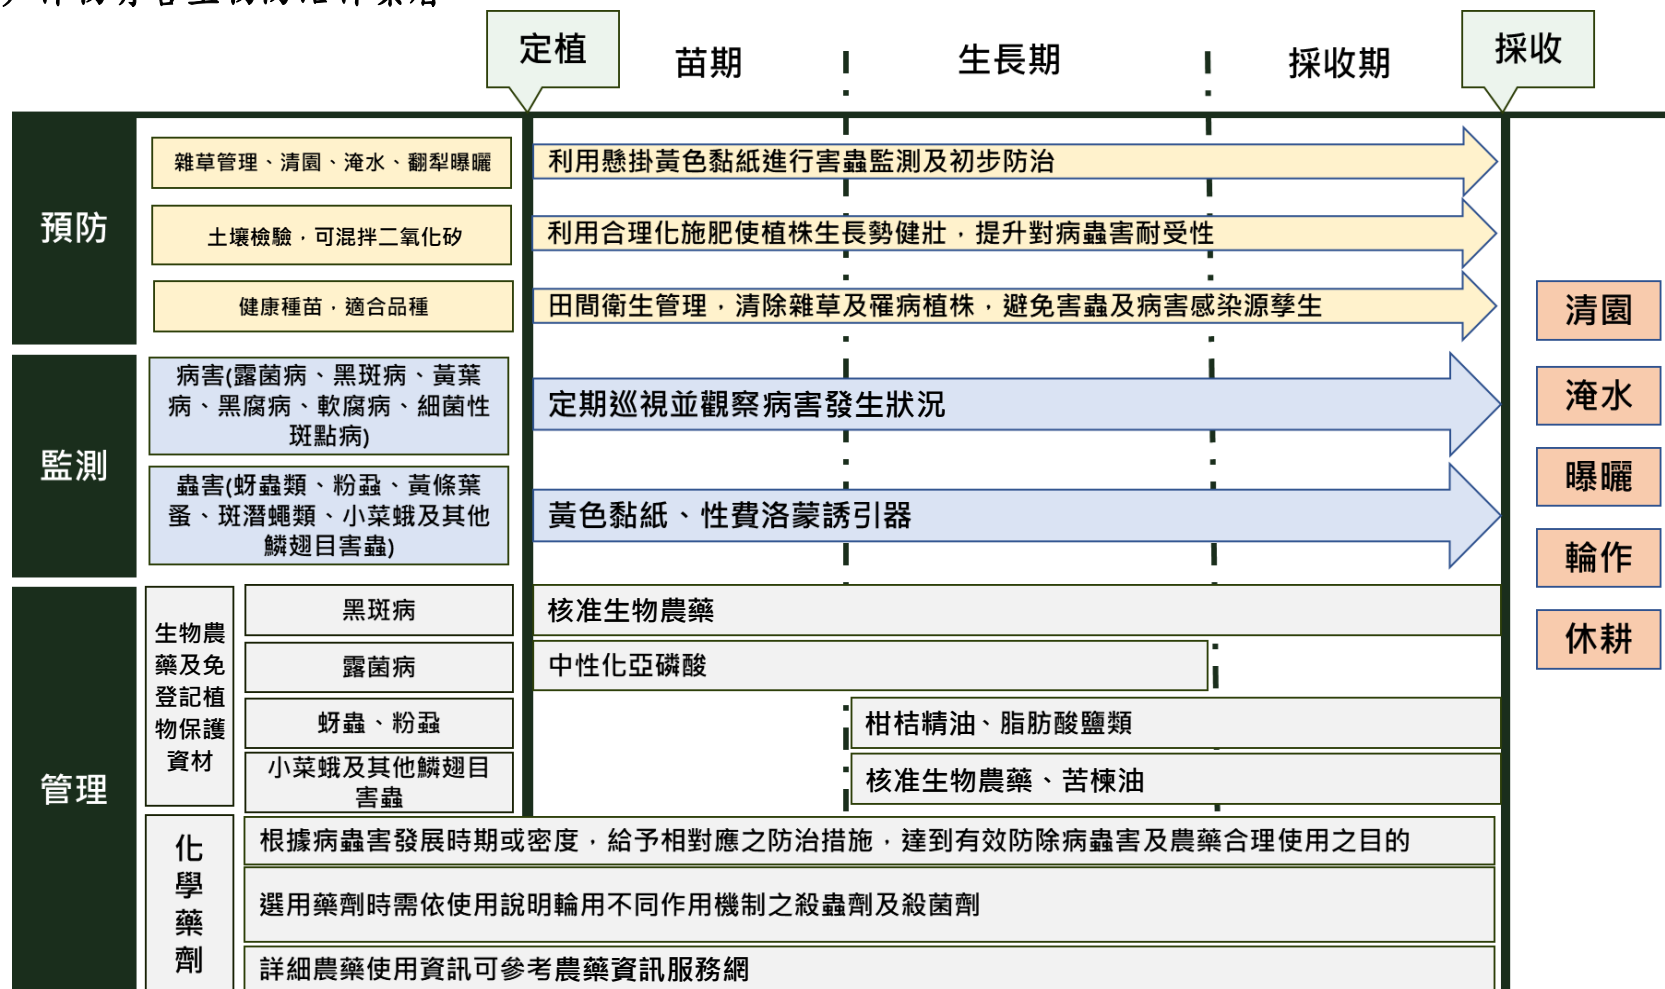 定植
苗期
生長期
採收期
採收
預防
雜草管理、清園、淹水、翻犁曝曬
利用懸掛黃色黏紙進行害蟲監測及初步防治
土壤檢驗，可混拌二氧化矽
利用合理化施肥使植株生長勢健壯，提升對病蟲害耐受性
健康種苗，適合品種
田間衛生管理，清除雜草及罹病植株，避免害蟲及病害感染源孳生
監測
病害(露菌病、黑斑病、黃葉
病、黑腐病、軟腐病、細菌性
斑點病)
定期巡視並觀察病害發生狀況
蟲害(蚜蟲類、粉蝨、黃條葉
蚤、斑潛蠅類、小菜蛾及其他
鱗翅目害蟲)
黃色黏紙、性費洛蒙誘引器
管理
生物農
藥及免
登記植
物保護
資材
黑斑病
核准生物農藥
露菌病
中性化亞磷酸
蚜蟲、粉蝨
柑桔精油、脂肪酸鹽類
小菜蛾及其他鱗翅目
害蟲
核准生物農藥、苦楝油
化
學
藥
劑
根據病蟲害發展時期或密度，給予相對應之防治措施，達到有效防除病蟲害及農藥合理使用之目的
選用藥劑時需依使用說明輪用不同作用機制之殺蟲劑及殺菌劑
詳細農藥使用資訊可參考農藥資訊服務網
清園
淹水
曝曬
輪作
休耕